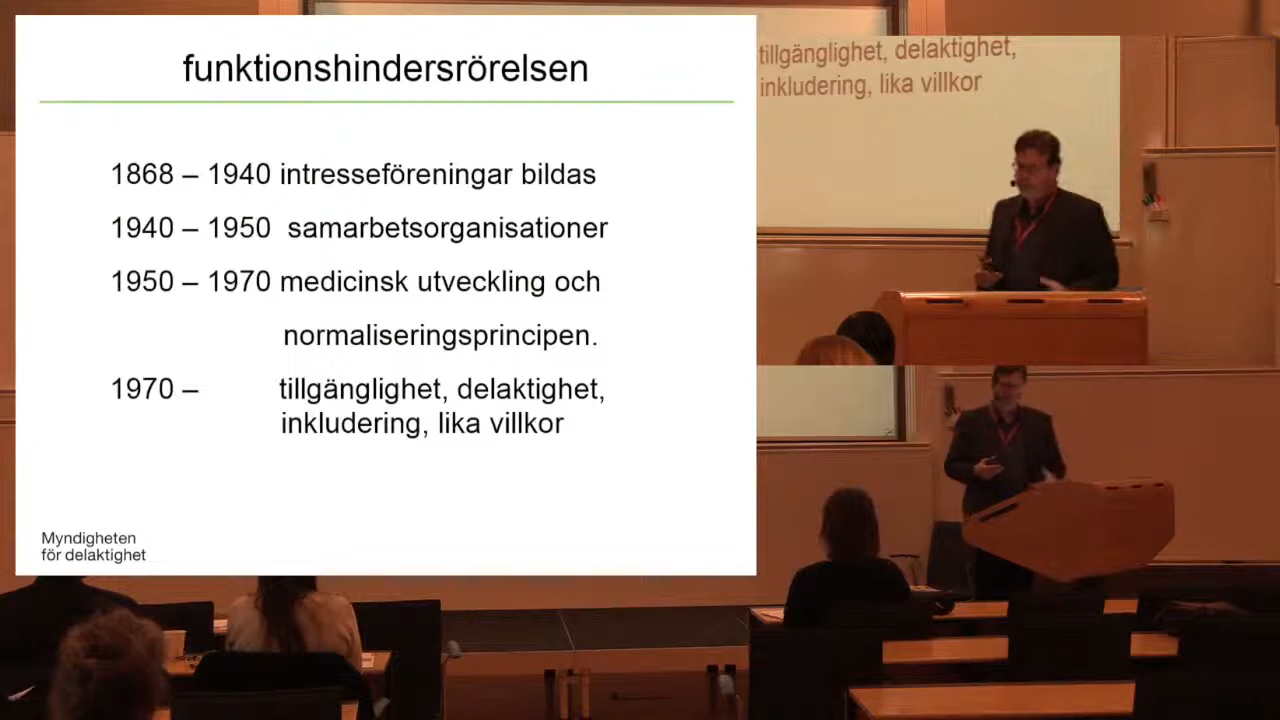 funktionshindersrörelsen
1868 – 1940 intresseföreningar bildas
1940 – 1950 samarbetsorganisationer
1950 – 1970 medicinsk utveckling och
normaliseringsprincipen.
1970 – tillgänglighet, delaktighet,
inkludering, lika villkor
Myndigheten
för delaktighet
tillgänglighet, delaktighet,
inkludering, lika villkor